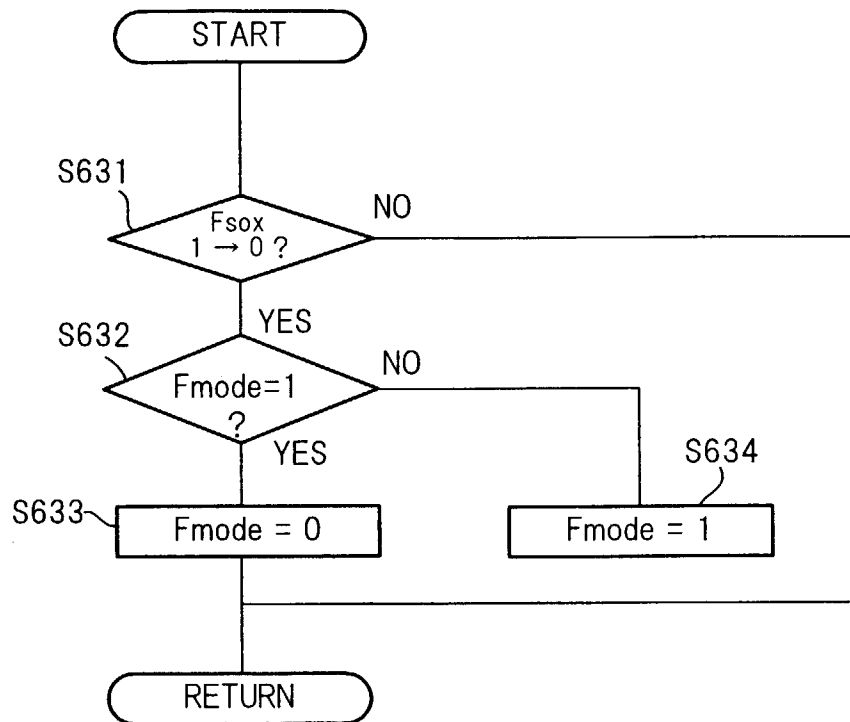 START
S631
Fsox
1 → 0 ?
NO
YES
S632
Fmode=1
?
NO
YES
S633
Fmode = 0
S634
Fmode = 1
RETURN